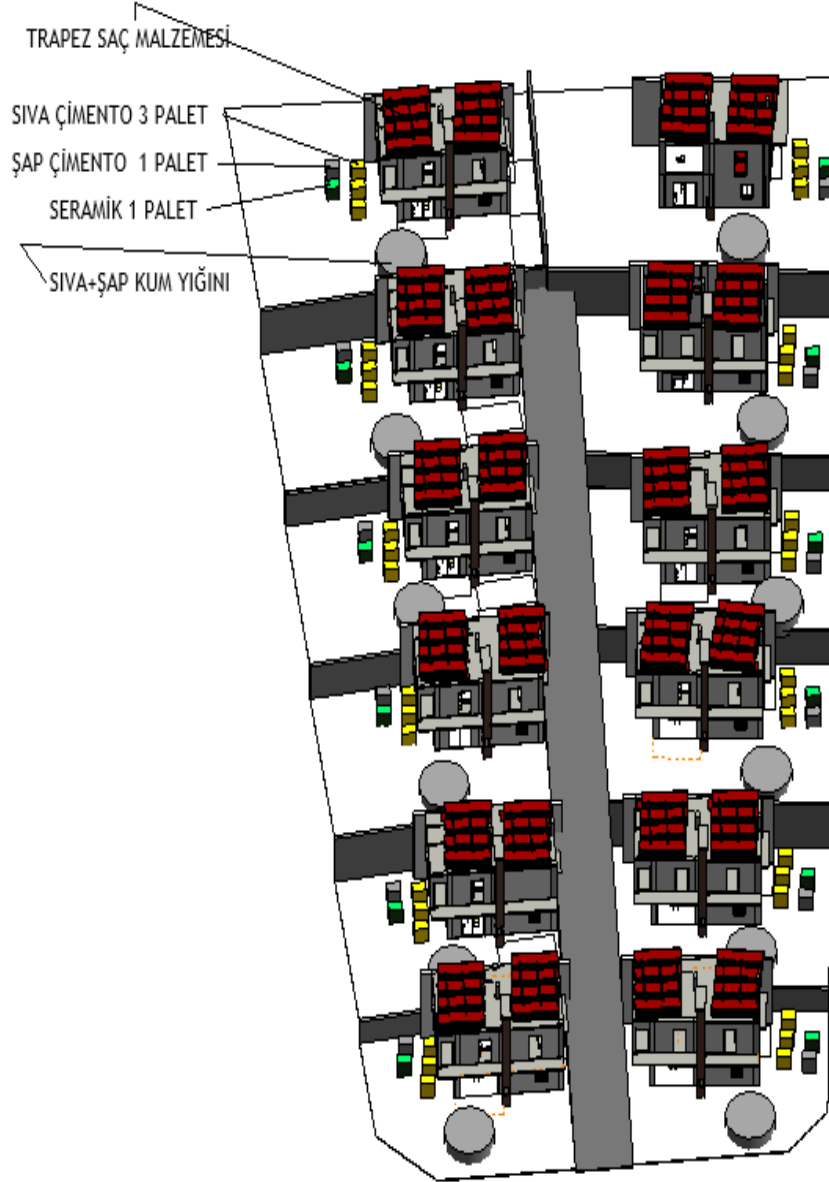 TRAPEZ SAÇ MALZEMESİ
SIVA ÇİMENTO 3 PALET
ŞAP ÇİMENTO 1 PALET
SERAMİK 1 PALET
SIVA+ŞAP KUM YIĞINI